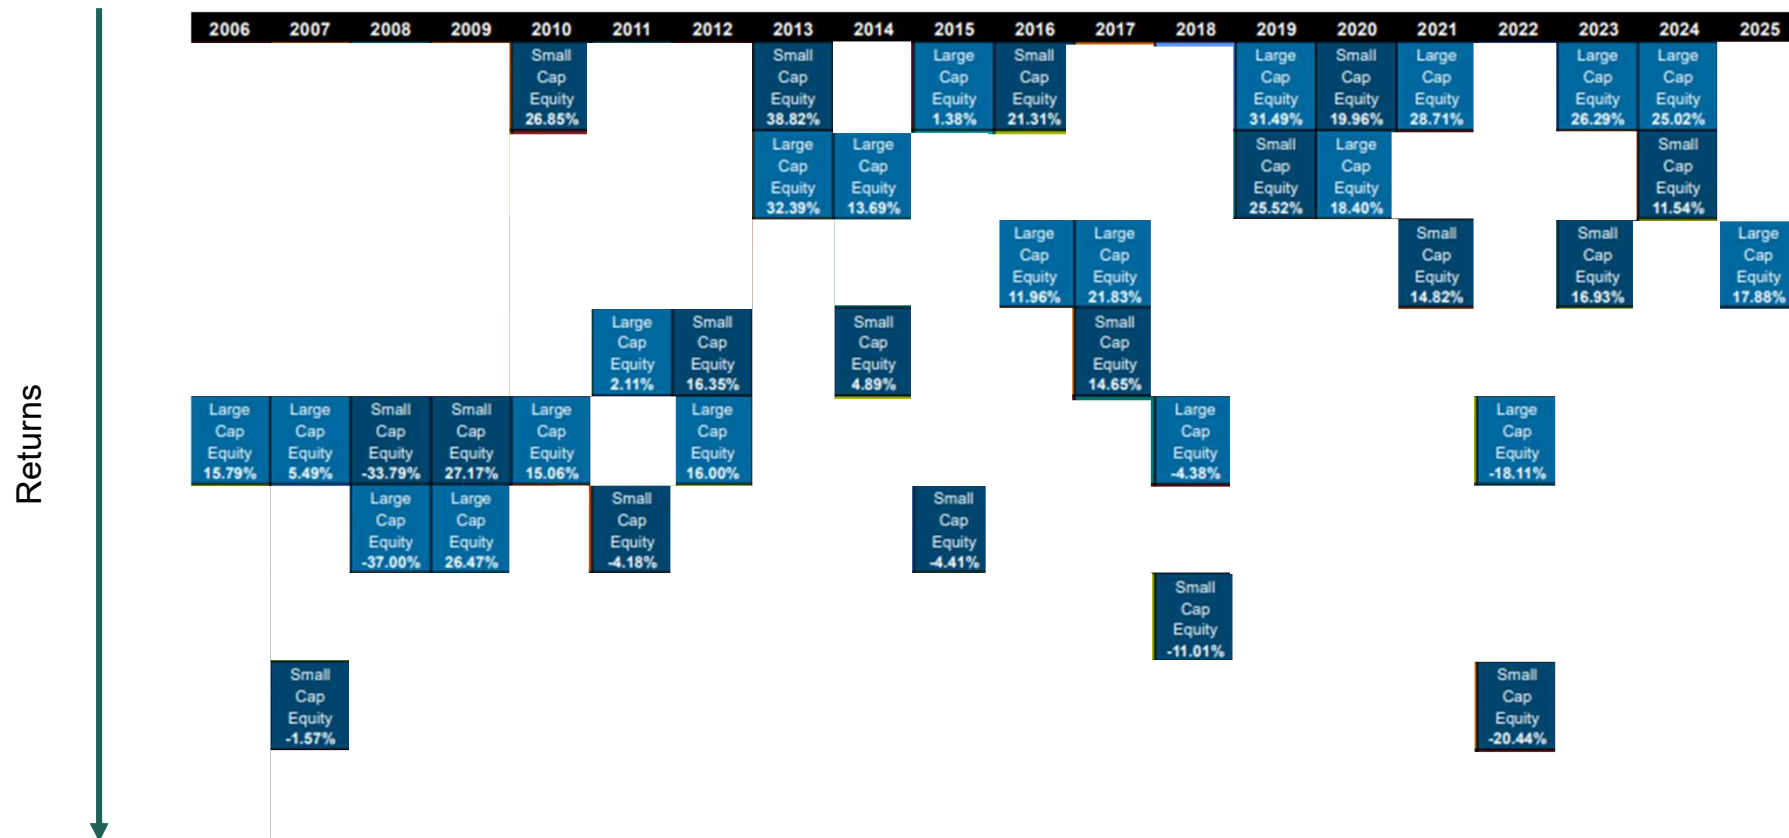 2006 2007 2008 2009 2010 2011 2012 2013 2014 2015 2016 2017 2018 2019 2020 2021 2022 2023 2024 2025
Small Small Large Small Large Small Large Large Large
Cap Cap Cap Cap Cap Cap Cap Cap Cap
Equity Equity Equity Equity Equity Equity Equity Equity Equity
26.85% 38.82% 1.38% 21.31% 31.49% 19.96% 28.71% 26.29% 25.02%
Large Large Small Large Small
Cap Cap Cap Cap Cap
Equity Equity Equity Equity Equity
32.39% 13.69% 25.52% 18.40% 11.54%
Large Large Small Small Large
Cap Cap Cap Cap Cap
Equity Equity Equity Equity Equity
11.96% 21.83% 14.82% 16.93% 17.88%
Large Small Small Small
Cap Cap Cap Cap
Equity Equity Equity Equity
2.11% 16.35% 4.89% 14.65%
Returns
Large Large Small Small Large Large Large Large
Cap Cap Cap Cap Cap Cap Cap Cap
Equity Equity Equity Equity Equity Equity Equity Equity
15.79% 5.49% -33.79% 27.17% 15.06% 16.00% -4.38% -18.11%
Large Large Small Small
Cap Cap Cap Cap
Equity Equity Equity Equity
-37.00% 26.47% -4.18% -4.41%
Small
Cap
Equity
-11.01%
Small Small
Cap Cap
Equity Equity
-1.57% -20.44%